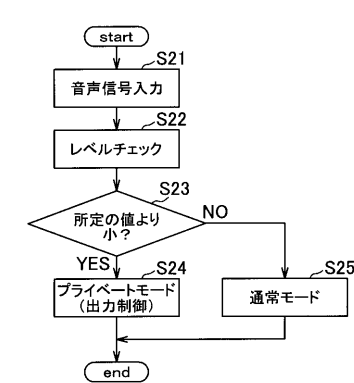 start
S21
音声信号入力
S22
レベルチェック
S23
所定の値より
小？
NO
YES
S24
プライベートモード
(出力制御)
S25
通常モード
end